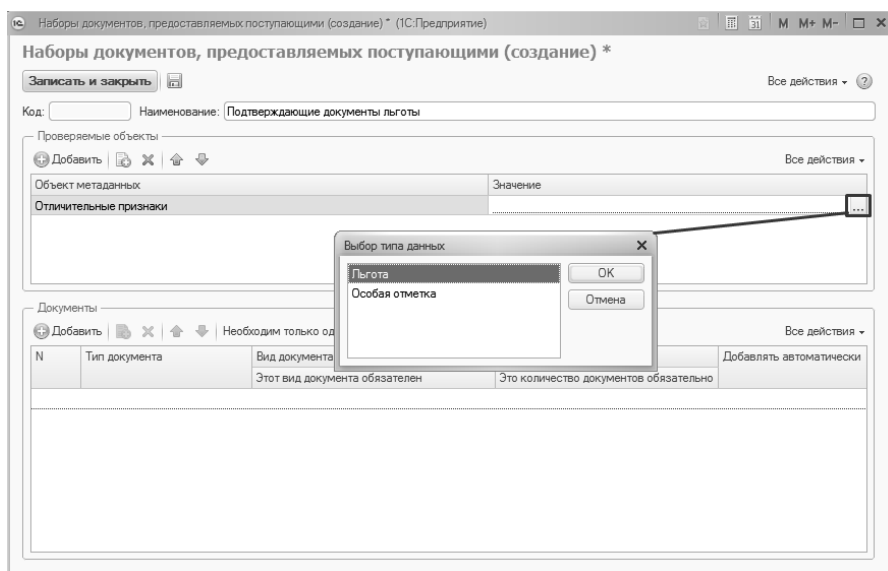 Наборы документов, предоставляемых поступающими (создание) * (1С:Предприятие)
M M+ M-
Наборы документов, предоставляемых поступающими (создание) *
Записать и закрыть
Все действия
Код:
Наименование: Подтверждающие документы льготы
Проверяемые объекты
Добавить
Все действия
Объект метаданных
Значение
Отличительные признаки
...
Выбор типа данных
Льгота
Особая отметка
OK
Отмена
Документы
Добавить
Необходим только од
Все действия
N
Тип документа
Вид документа
Добавлять автоматически
Этот вид документа обязателен
Это количество документов обязательно